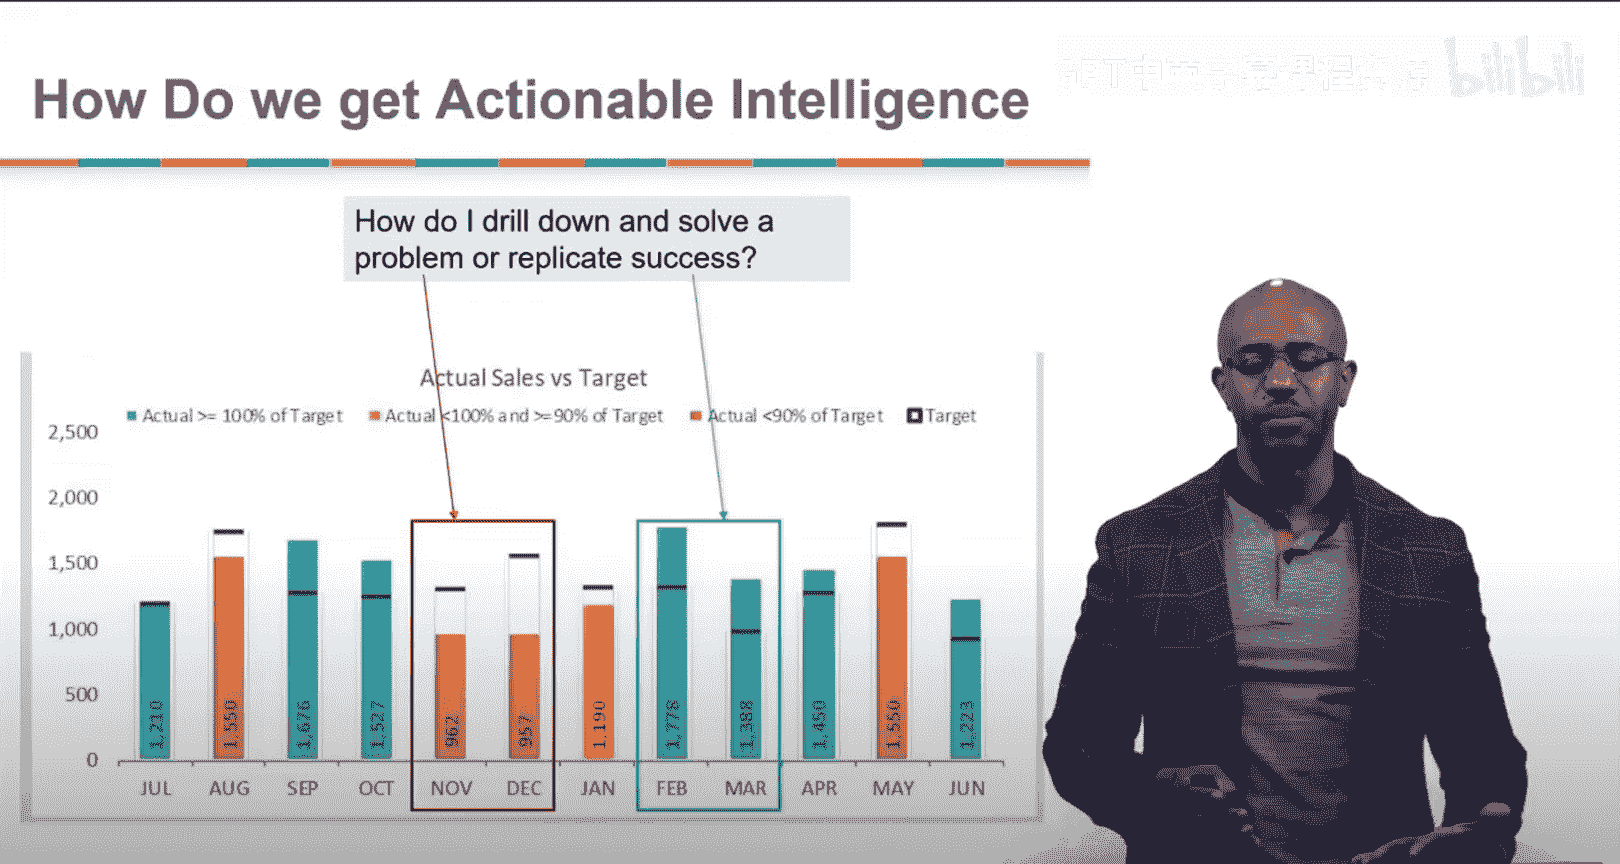 bilibili
How Do we get Actionable Intelligence
How do I drill down and solve a
problem or replicate success?
Actual Sales vs Target
Actual >= 100% of Target
Actual <100% and >=90% of Target
Actual <90% of Target
Target
2,500
2,000
1,500
1,000
500
0
1,210
1,550
1,676
1,527
962
957
1,190
1,778
1,388
1,450
1,550
1,223
JUL
AUG
SEP
OCT
NOV
DEC
JAN
FEB
MAR
APR
MAY
JUN